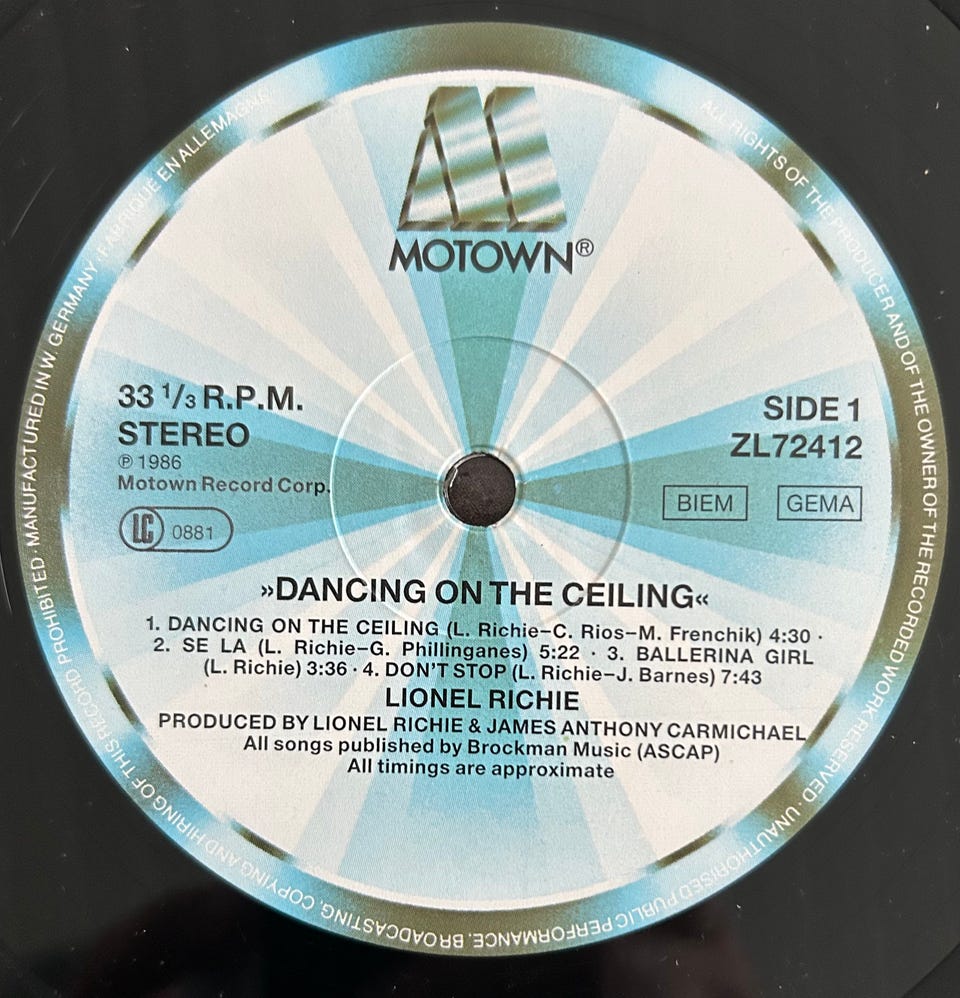 MOTOWN®
33 ⅓ R.P.M.
STEREO
℗ 1986
Motown Record Corp.
LC 0881
SIDE 1
ZL72412
BIEM GEMA
»DANCING ON THE CEILING«
1. DANCING ON THE CEILING (L. Richie–C. Rios–M. Frenchik) 4:30 ·
2. SE LA (L. Richie–G. Phillinganes) 5:22 · 3. BALLERINA GIRL
(L. Richie) 3:36 · 4. DON'T STOP (L. Richie–J. Barnes) 7:43
LIONEL RICHIE
PRODUCED BY LIONEL RICHIE & JAMES ANTHONY CARMICHAEL
All songs published by Brockman Music (ASCAP)
All timings are approximate
ALL RIGHTS OF THE PRODUCER AND OF THE OWNER OF THE RECORDED WORK RESERVED · UNAUTHORISED PUBLIC PERFORMANCE, BROADCASTING, COPYING AND HIRING OF THIS RECORD PROHIBITED · MANUFACTURED IN W. GERMANY · FABRIQUÉ EN ALLEMAGNE